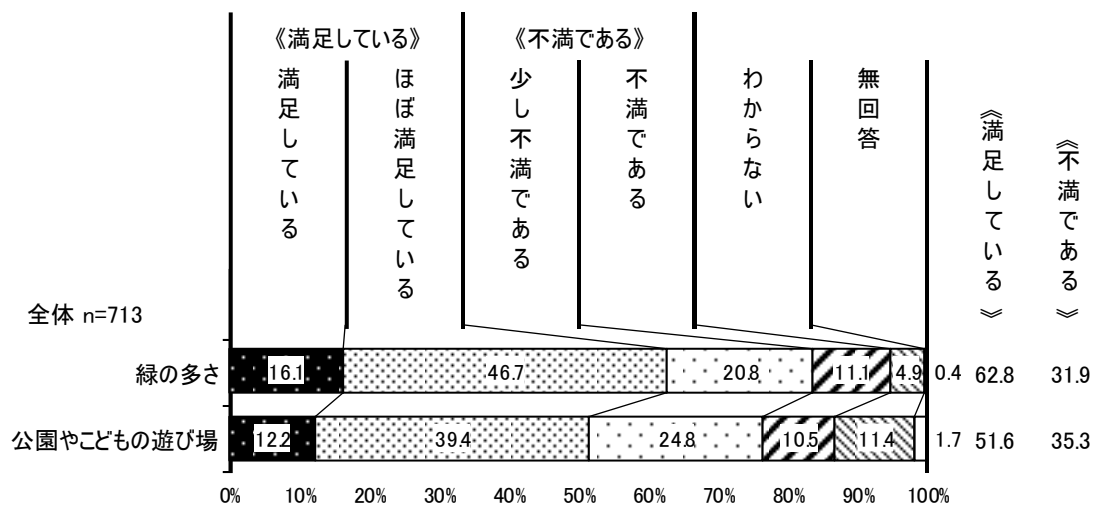 《満足している》
《不満である》
満足している
ほぼ満足している
少し不満である
不満である
わからない
無回答
《満足している》
《不満である》
全体 n=713
緑の多さ
16.1
46.7
20.8
11.1
4.9
0.4
62.8
31.9
公園やこどもの遊び場
12.2
39.4
24.8
10.5
11.4
1.7
51.6
35.3
0% 10% 20% 30% 40% 50% 60% 70% 80% 90% 100%